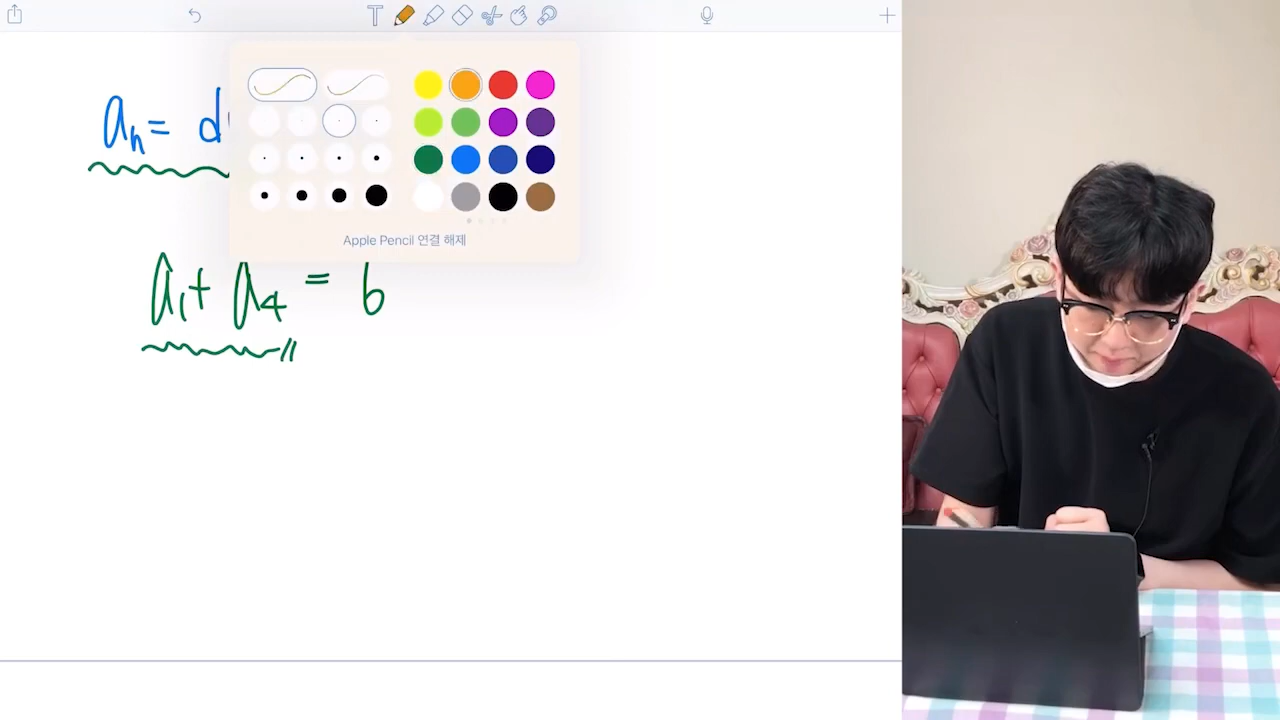 T
aₙ = d
Apple Pencil 연결 해제
a₁ + a₄ = 6